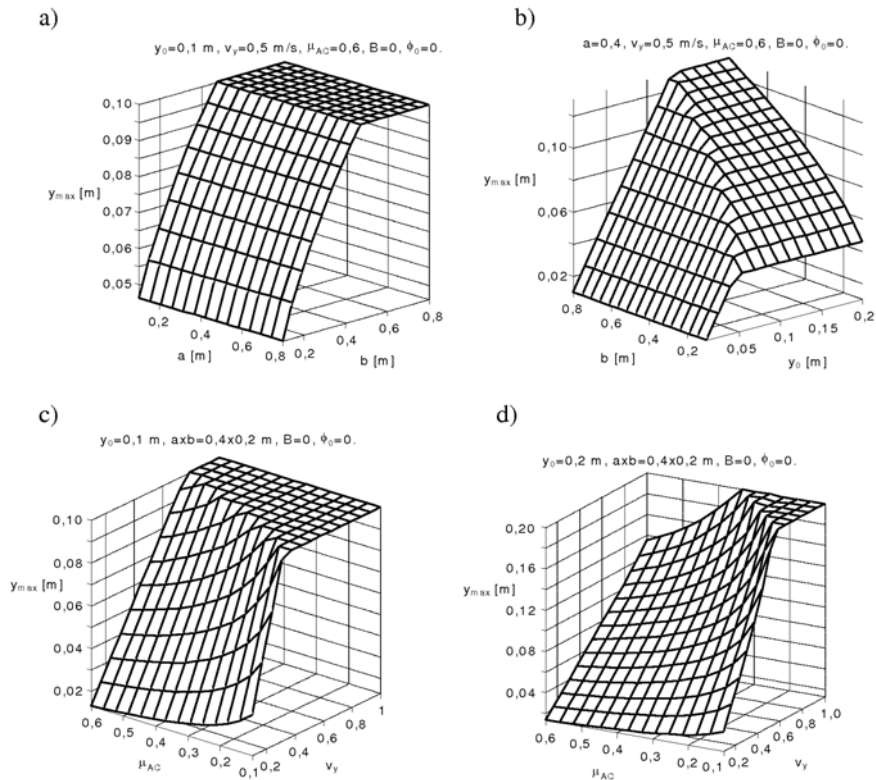 a)
y₀=0,1 m, vᵧ=0,5 m/s, μ_AC=0,6, B=0, ϕ₀=0.
0,10
0,09
0,08
y_max [m]
0,07
0,06
0,05
0,2
0,4
0,6
0,8
a [m]
0,2
0,4
0,6
0,8
b [m]
b)
a=0,4, vᵧ=0,5 m/s, μ_AC=0,6, B=0, ϕ₀=0.
0,10
y_max [m]
0,06
0,02
0,8
0,6
0,4
0,2
b [m]
0,05
0,1
0,15
0,2
y₀ [m]
c)
y₀=0,1 m, axb=0,4x0,2 m, B=0, ϕ₀=0.
0,10
0,08
y_max [m]
0,06
0,04
0,02
0,6
0,5
0,4
0,3
0,2
0,1
μ_AC
0,2
0,4
0,6
0,8
1
vᵧ
d)
y₀=0,2 m, axb=0,4x0,2 m, B=0, ϕ₀=0.
0,20
0,16
y_max [m]
0,12
0,08
0,04
0,6
0,5
0,4
0,3
0,2
0,1
μ_AC
0,2
0,4
0,6
0,8
1,0
vᵧ